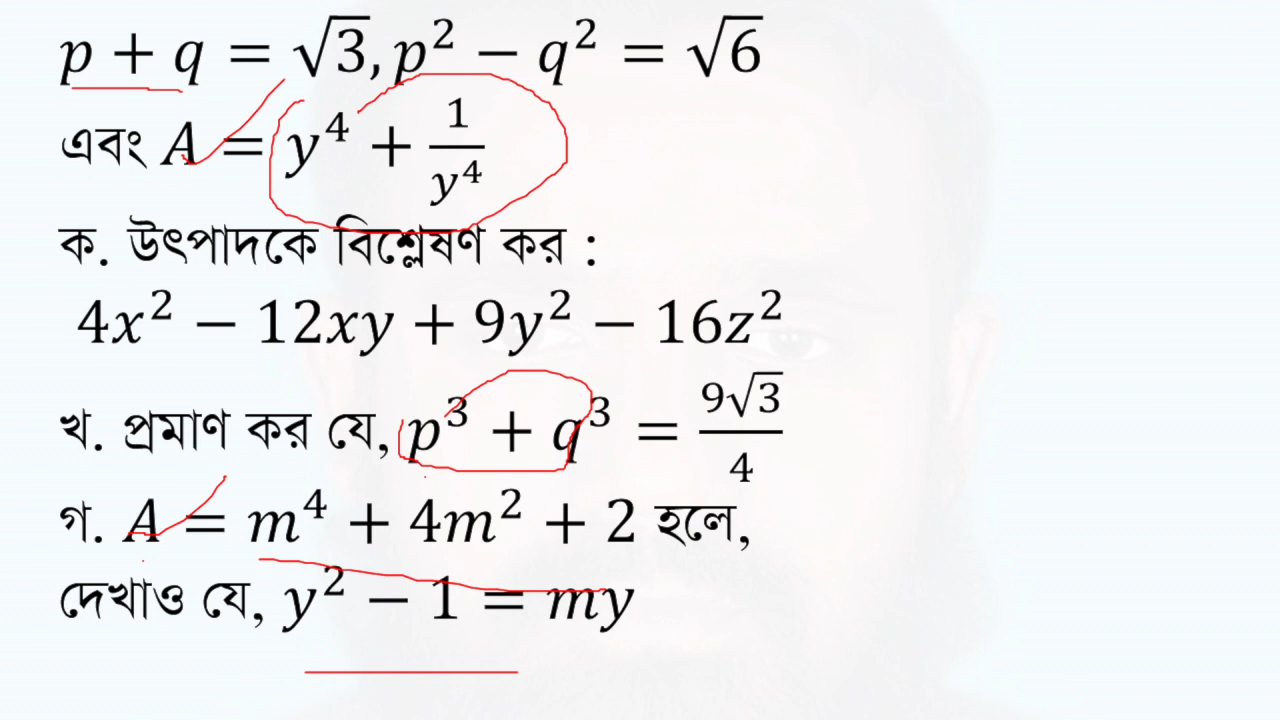 p + q = √3, p² − q² = √6
এবং A = y⁴ + 1/y⁴
ক. উৎপাদকে বিশ্লেষণ কর :
4x² − 12xy + 9y² − 16z²
খ. প্রমাণ কর যে, p³ + q³ = 9√3/4
গ. A = m⁴ + 4m² + 2 হলে,
দেখাও যে, y² − 1 = my